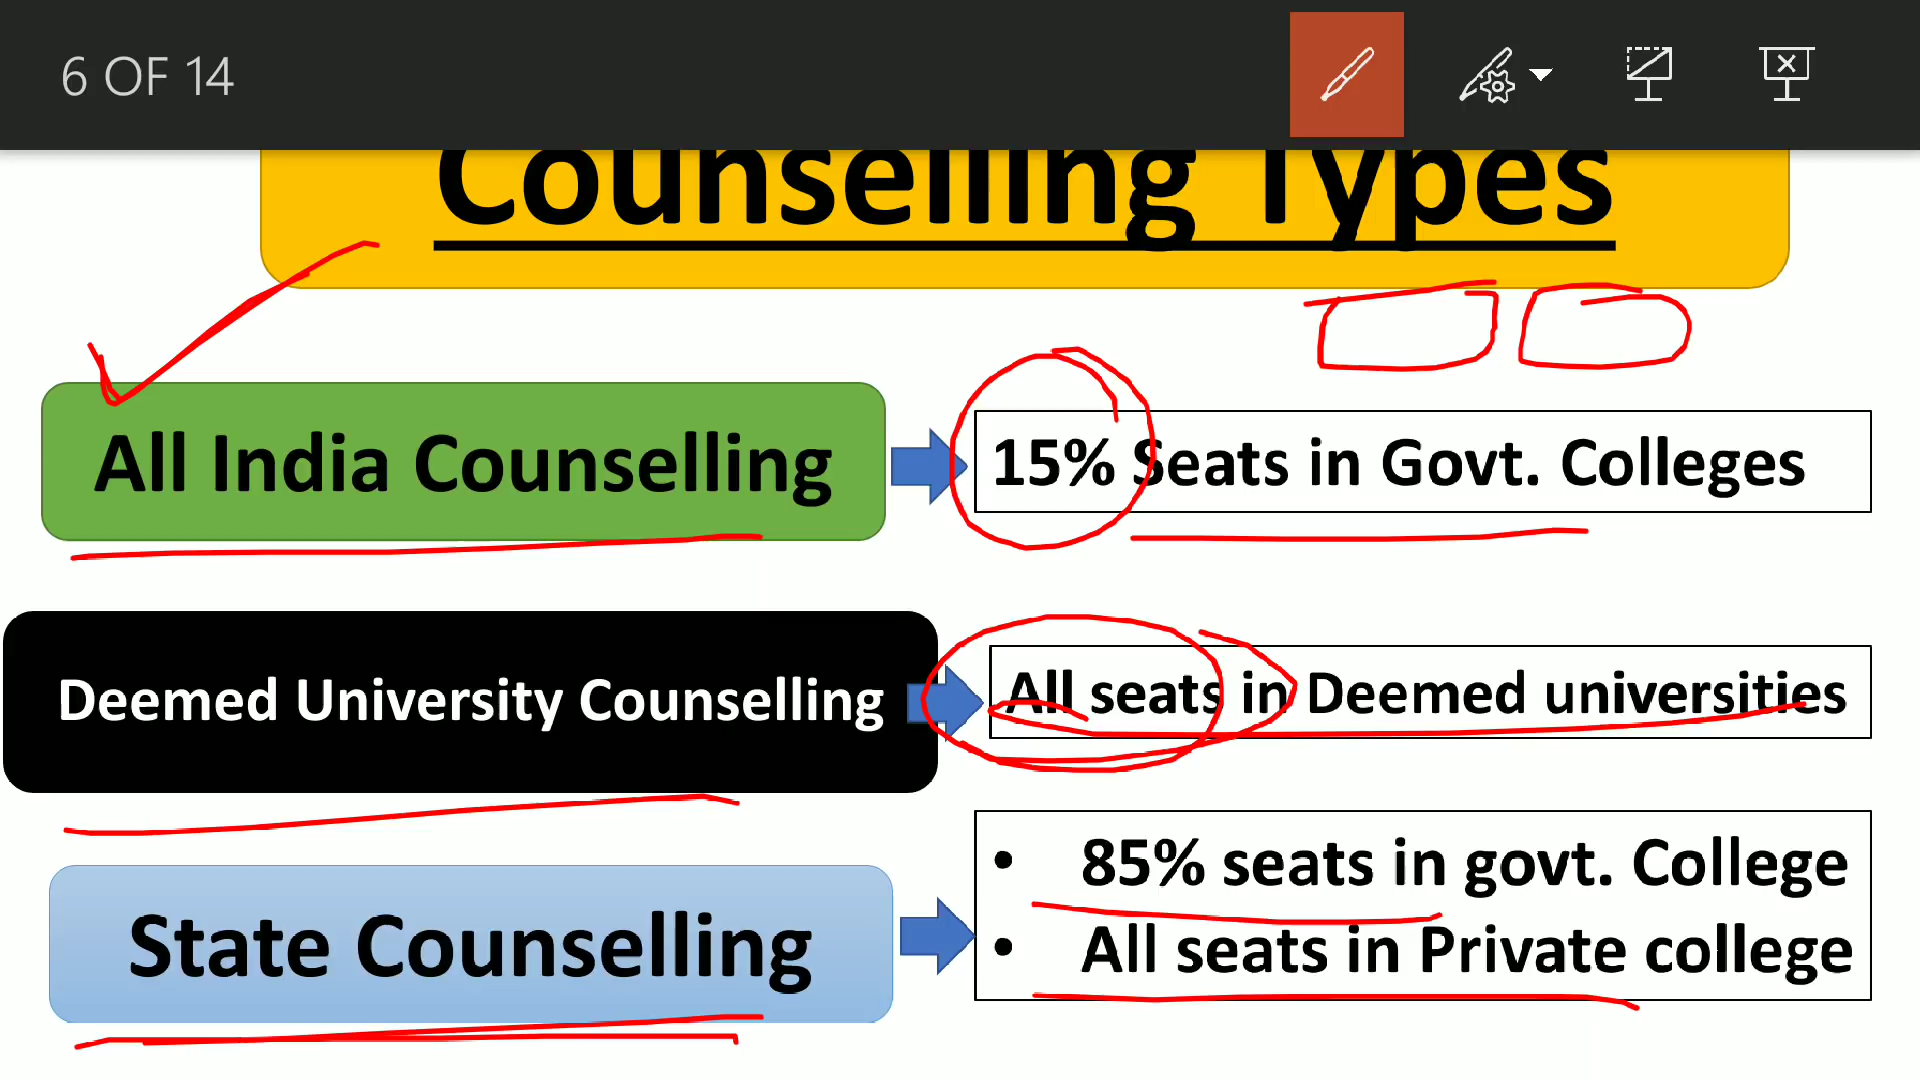 6 OF 14
Counselling Types
All India Counselling
15% Seats in Govt. Colleges
Deemed University Counselling
All seats in Deemed universities
State Counselling
• 85% seats in govt. College
• All seats in Private college